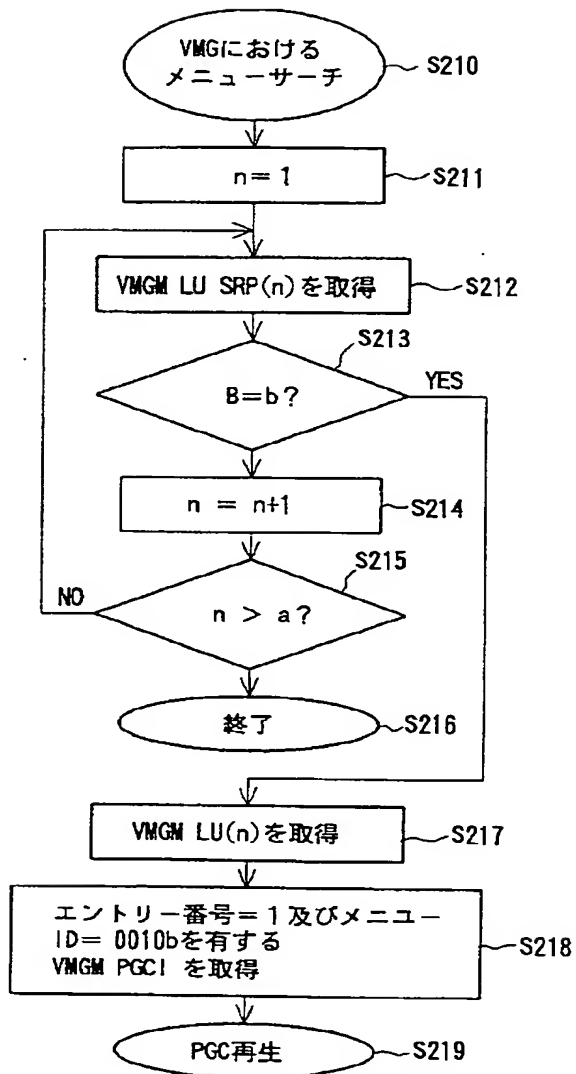 VMGにおける
メニューサーチ
S210
n= 1
S211
VMGM LU SRP(n)を取得
S212
S213
B=b?
YES
n = n+1
S214
S215
NO
n > a?
終了
S216
VMGM LU(n)を取得
S217
エントリー番号=1及びメニュー
ID= 0010bを有する
VMGM PGCI を取得
S218
PGC再生
S219